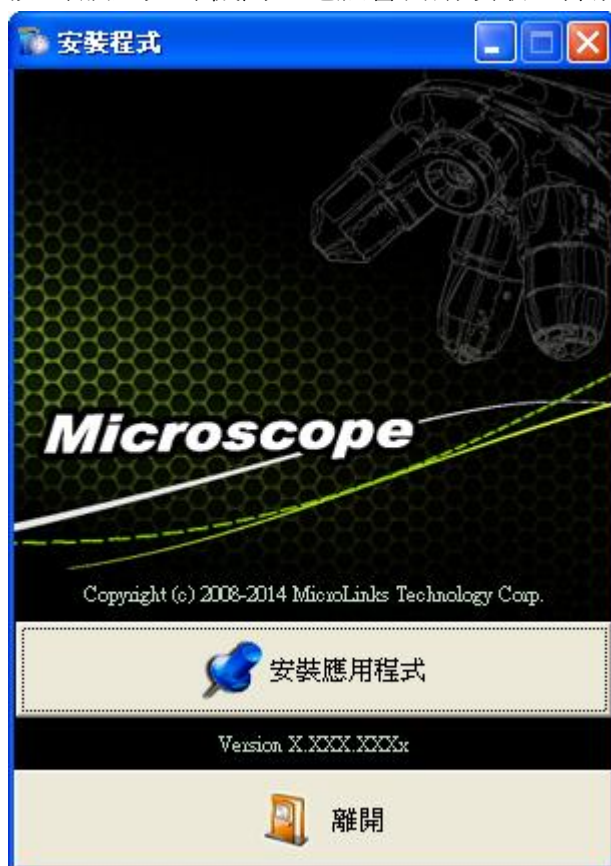 安裝程式
Microscope
Copyright (c) 2008-2014 MicroLinks Technology Corp.
安裝應用程式
Version X.XXX.XXXx
離開